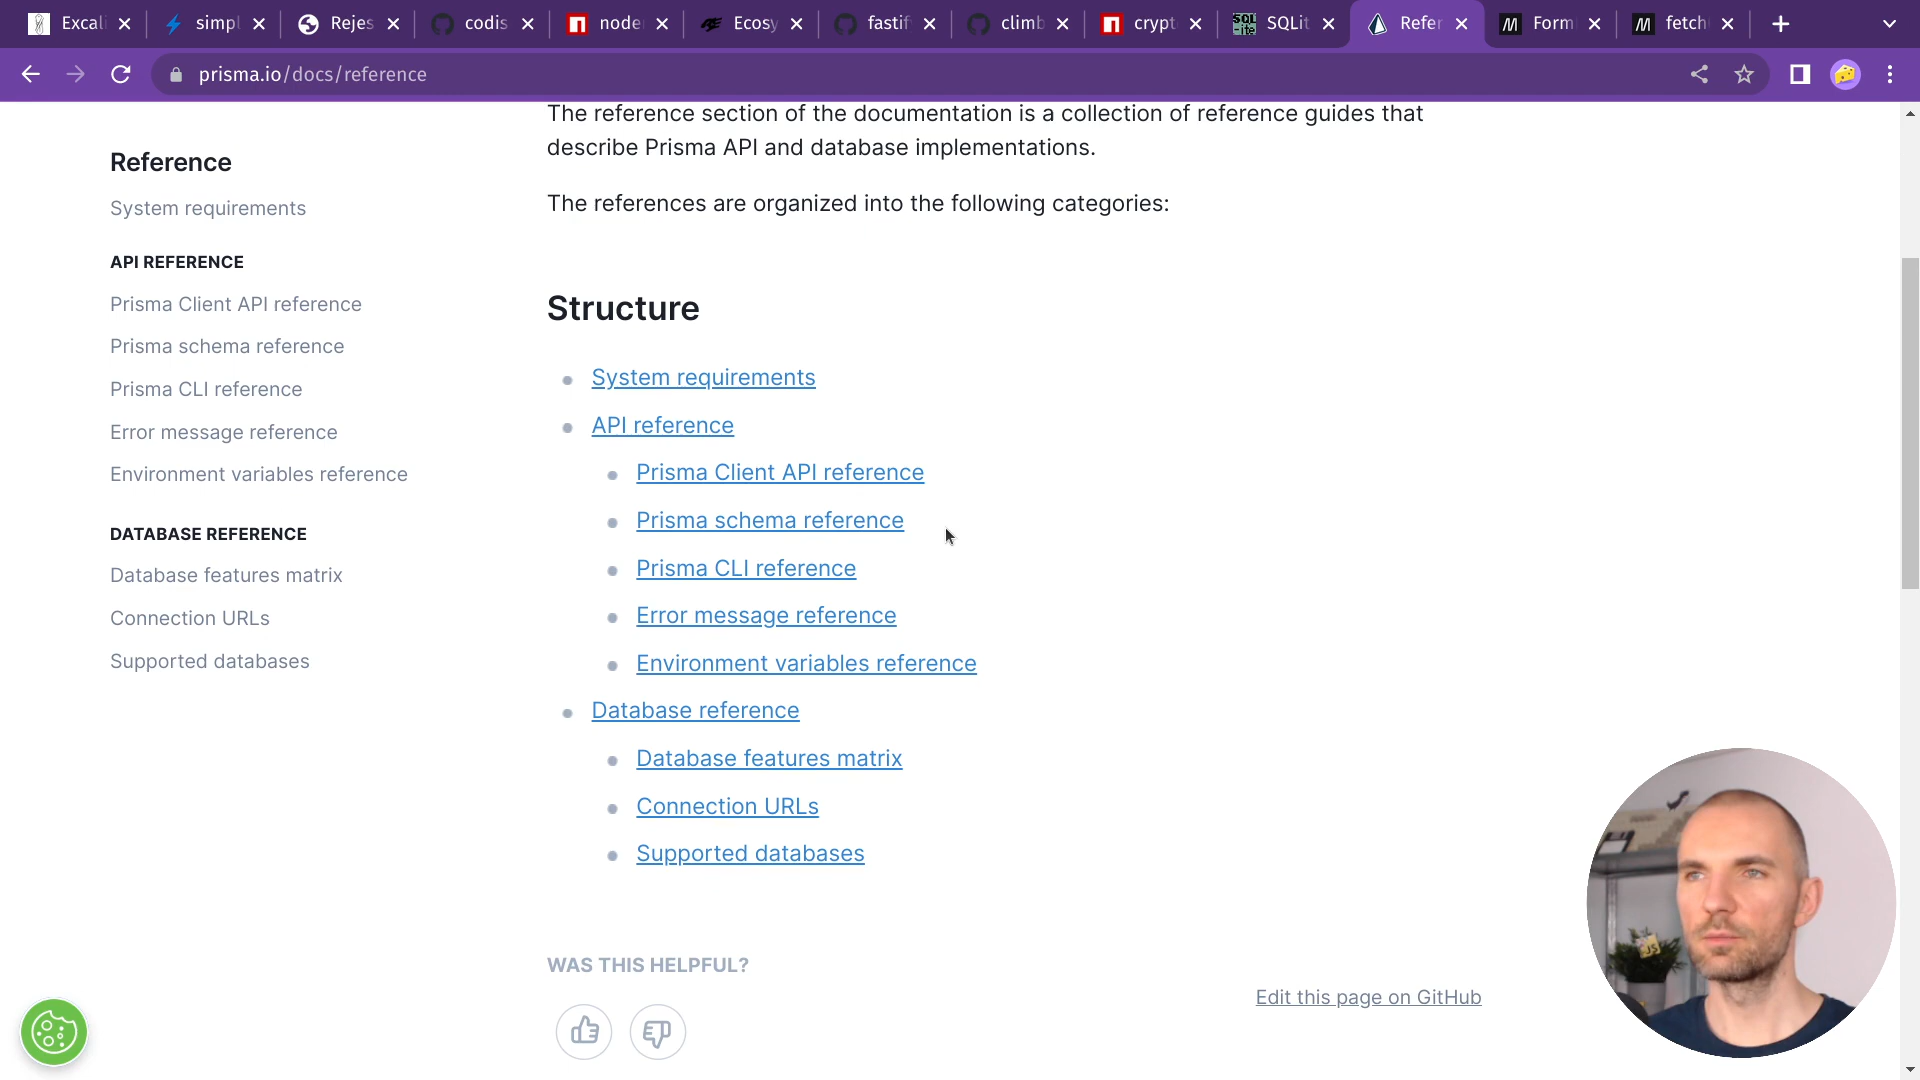 Excali
simpl
Rejes
codis
node
Ecosy
fastif
climb
crypt
SQLit
Refer
Form
fetch
prisma.io/docs/reference
Reference
System requirements
API REFERENCE
Prisma Client API reference
Prisma schema reference
Prisma CLI reference
Error message reference
Environment variables reference
DATABASE REFERENCE
Database features matrix
Connection URLs
Supported databases
The reference section of the documentation is a collection of reference guides that
describe Prisma API and database implementations.
The references are organized into the following categories:
Structure
System requirements
API reference
Prisma Client API reference
Prisma schema reference
Prisma CLI reference
Error message reference
Environment variables reference
Database reference
Database features matrix
Connection URLs
Supported databases
WAS THIS HELPFUL?
Edit this page on GitHub
JS